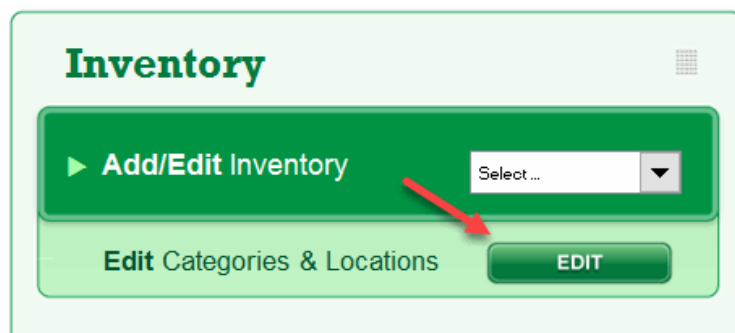 Inventory
Add/Edit Inventory
Select...
Edit Categories & Locations
EDIT